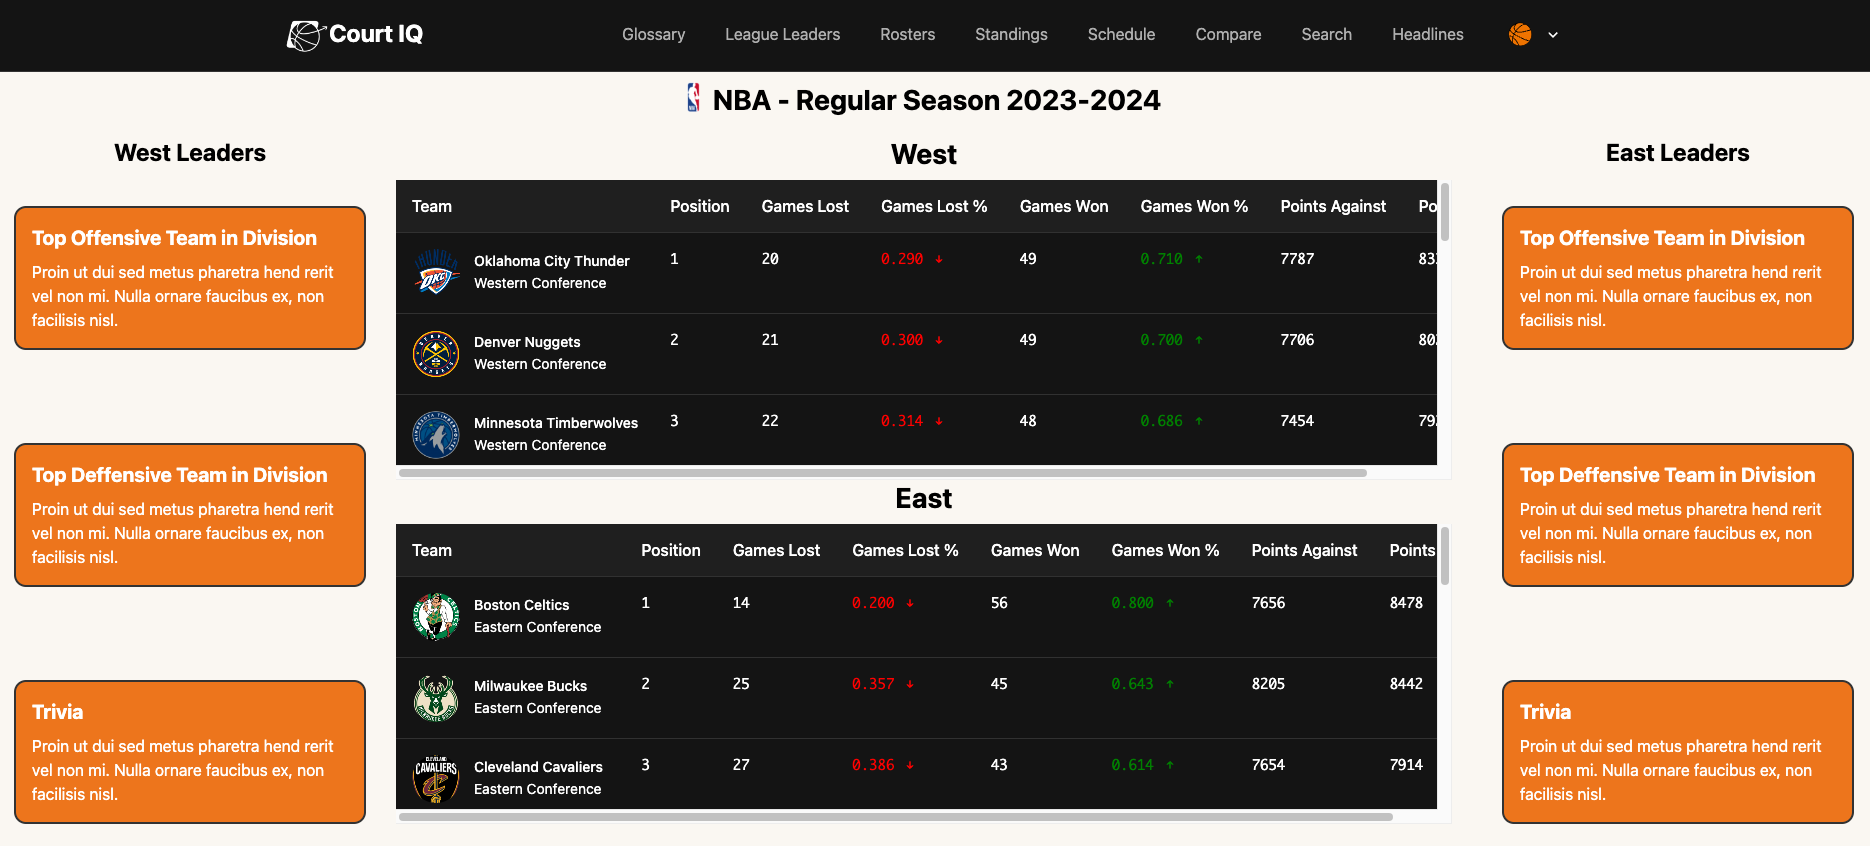 Court IQ
Glossary League Leaders Rosters Standings Schedule Compare Search Headlines
NBA - Regular Season 2023-2024
West Leaders
Top Offensive Team in Division
Proin ut dui sed metus pharetra hend rerit
vel non mi. Nulla ornare faucibus ex, non
facilisis nisl.
Top Deffensive Team in Division
Proin ut dui sed metus pharetra hend rerit
vel non mi. Nulla ornare faucibus ex, non
facilisis nisl.
Trivia
Proin ut dui sed metus pharetra hend rerit
vel non mi. Nulla ornare faucibus ex, non
facilisis nisl.
West
Team Position Games Lost Games Lost % Games Won Games Won % Points Against Po
Oklahoma City Thunder 1 20 0.290 ↓ 49 0.710 ↑ 7787
Western Conference
Denver Nuggets 2 21 0.300 ↓ 49 0.700 ↑ 7706
Western Conference
Minnesota Timberwolves 3 22 0.314 ↓ 48 0.686 ↑ 7454
Western Conference
East
Team Position Games Lost Games Lost % Games Won Games Won % Points Against Points
Boston Celtics 1 14 0.200 ↓ 56 0.800 ↑ 7656 8478
Eastern Conference
Milwaukee Bucks 2 25 0.357 ↓ 45 0.643 ↑ 8205 8442
Eastern Conference
Cleveland Cavaliers 3 27 0.386 ↓ 43 0.614 ↑ 7654 7914
Eastern Conference
East Leaders
Top Offensive Team in Division
Proin ut dui sed metus pharetra hend rerit
vel non mi. Nulla ornare faucibus ex, non
facilisis nisl.
Top Deffensive Team in Division
Proin ut dui sed metus pharetra hend rerit
vel non mi. Nulla ornare faucibus ex, non
facilisis nisl.
Trivia
Proin ut dui sed metus pharetra hend rerit
vel non mi. Nulla ornare faucibus ex, non
facilisis nisl.